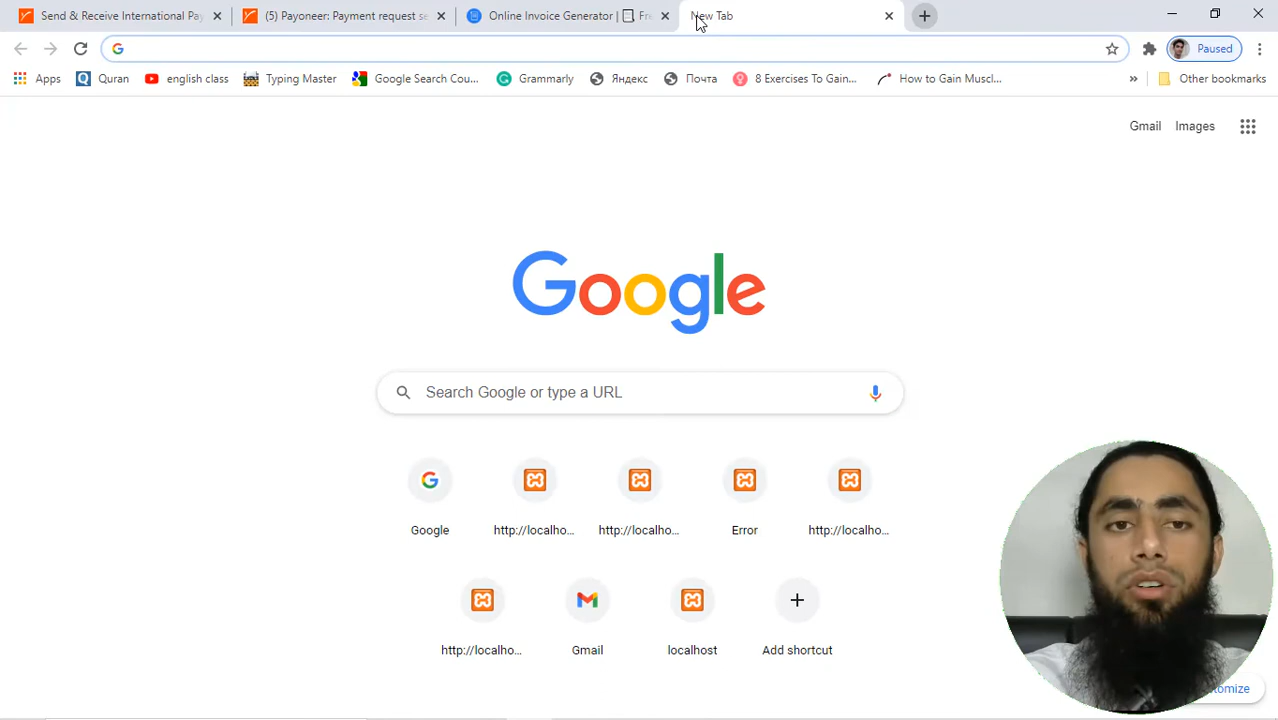 Send & Receive International Pay
(5) Payoneer: Payment request se
Online Invoice Generator | Fre
New Tab
Paused
Apps
Quran
english class
Typing Master
Google Search Cou...
Grammarly
Яндекс
Почта
8 Exercises To Gain...
How to Gain Muscl...
»
Other bookmarks
Gmail
Images
Google
Search Google or type a URL
Google
http://localho...
http://localho...
Error
http://localho...
http://localho...
Gmail
localhost
Add shortcut
tomize